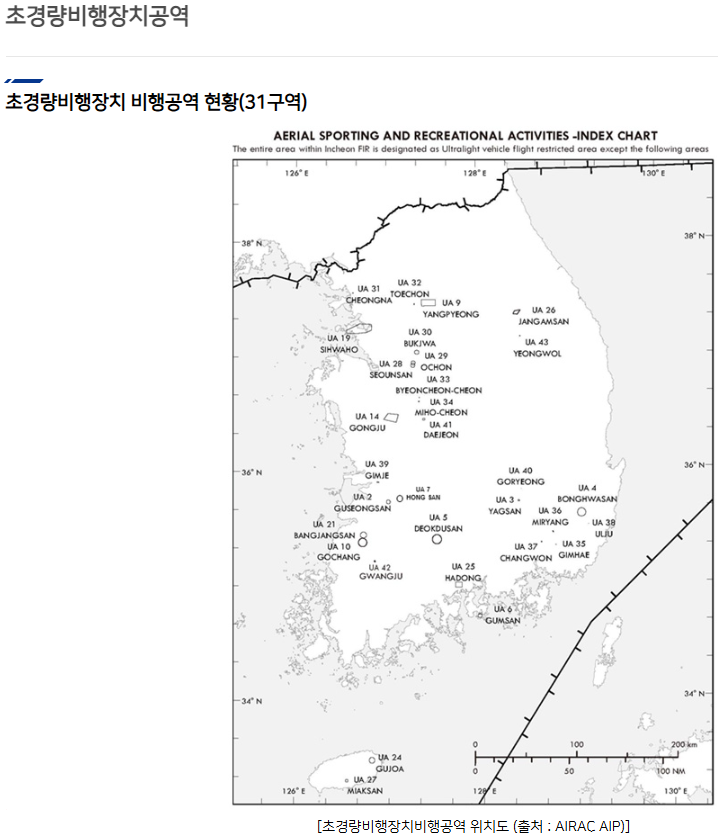 초경량비행장치공역
초경량비행장치 비행공역 현황(31구역)
AERIAL SPORTING AND RECREATIONAL ACTIVITIES -INDEX CHART
The entire area within Incheon FIR is designated as Ultralight vehicle flight restricted area except the following areas
126° E
128° E
130° E
38° N
38° N
UA 31
CHEONGNA
UA 32
TOECHON
UA 9
YANGPYEONG
UA 26
JANGAMSAN
UA 19
SIHWAHO
UA 30
BUKJWA
UA 43
YEONGWOL
UA 29
OCHON
UA 28
SEOUNSAN
UA 33
BYEONCHEON-CHEON
UA 34
MIHO-CHEON
UA 14
GONGJU
UA 41
DAEJEON
36° N
36° N
UA 39
GIMJE
UA 40
GORYEONG
UA 7
HONG SAN
UA 2
GUSEONGSAN
UA 3
YAGSAN
UA 4
BONGHWASAN
UA 5
DEOKDUSAN
UA 36
MIRYANG
UA 38
ULJU
UA 21
BANGJANGSAN
UA 10
GOCHANG
UA 37
CHANGWON
UA 35
GIMHAE
UA 42
GWANGJU
UA 25
HADONG
UA 6
GUMSAN
34° N
34° N
0
100
200 km
0
50
100 NM
UA 24
GUJOA
UA 27
MIAKSAN
126° E
128° E
130° E
[초경량비행장치비행공역 위치도 (출처 : AIRAC AIP)]